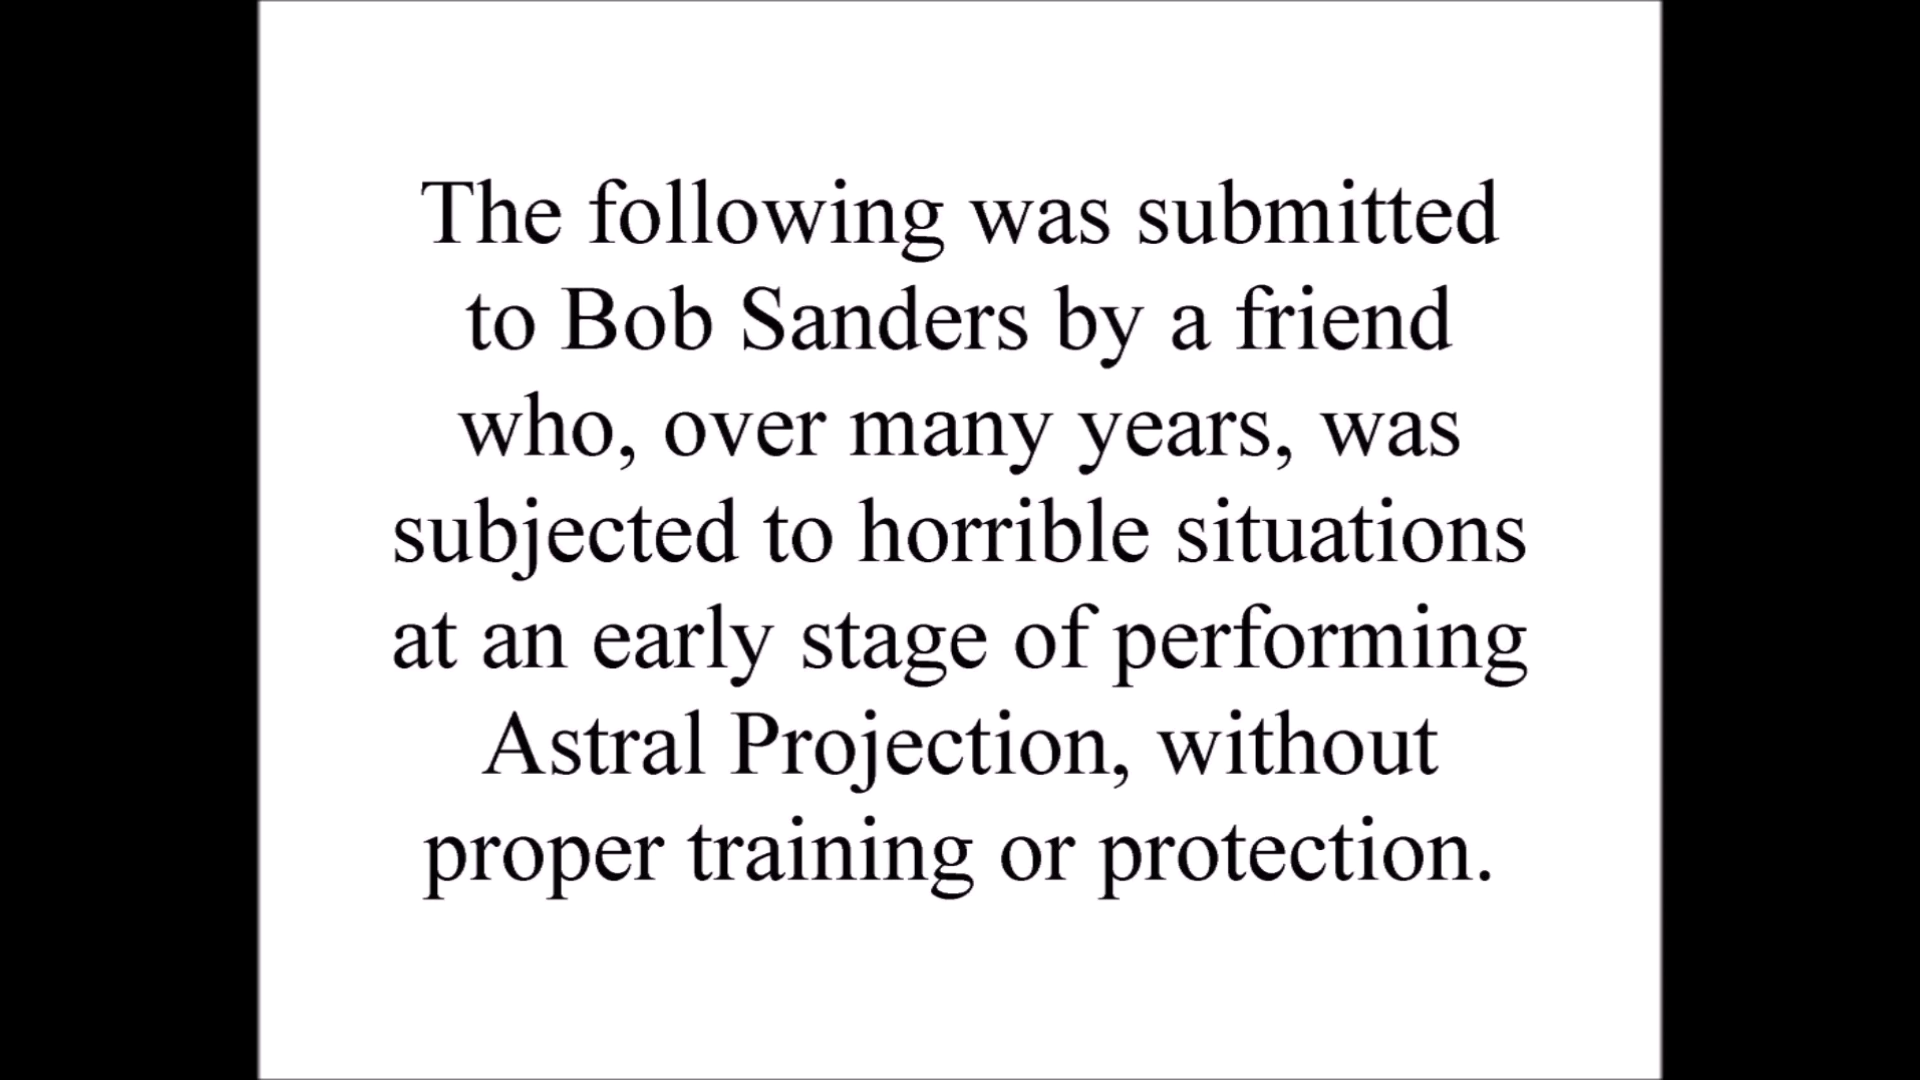 The following was submitted
to Bob Sanders by a friend
who, over many years, was
subjected to horrible situations
at an early stage of performing
Astral Projection, without
proper training or protection.